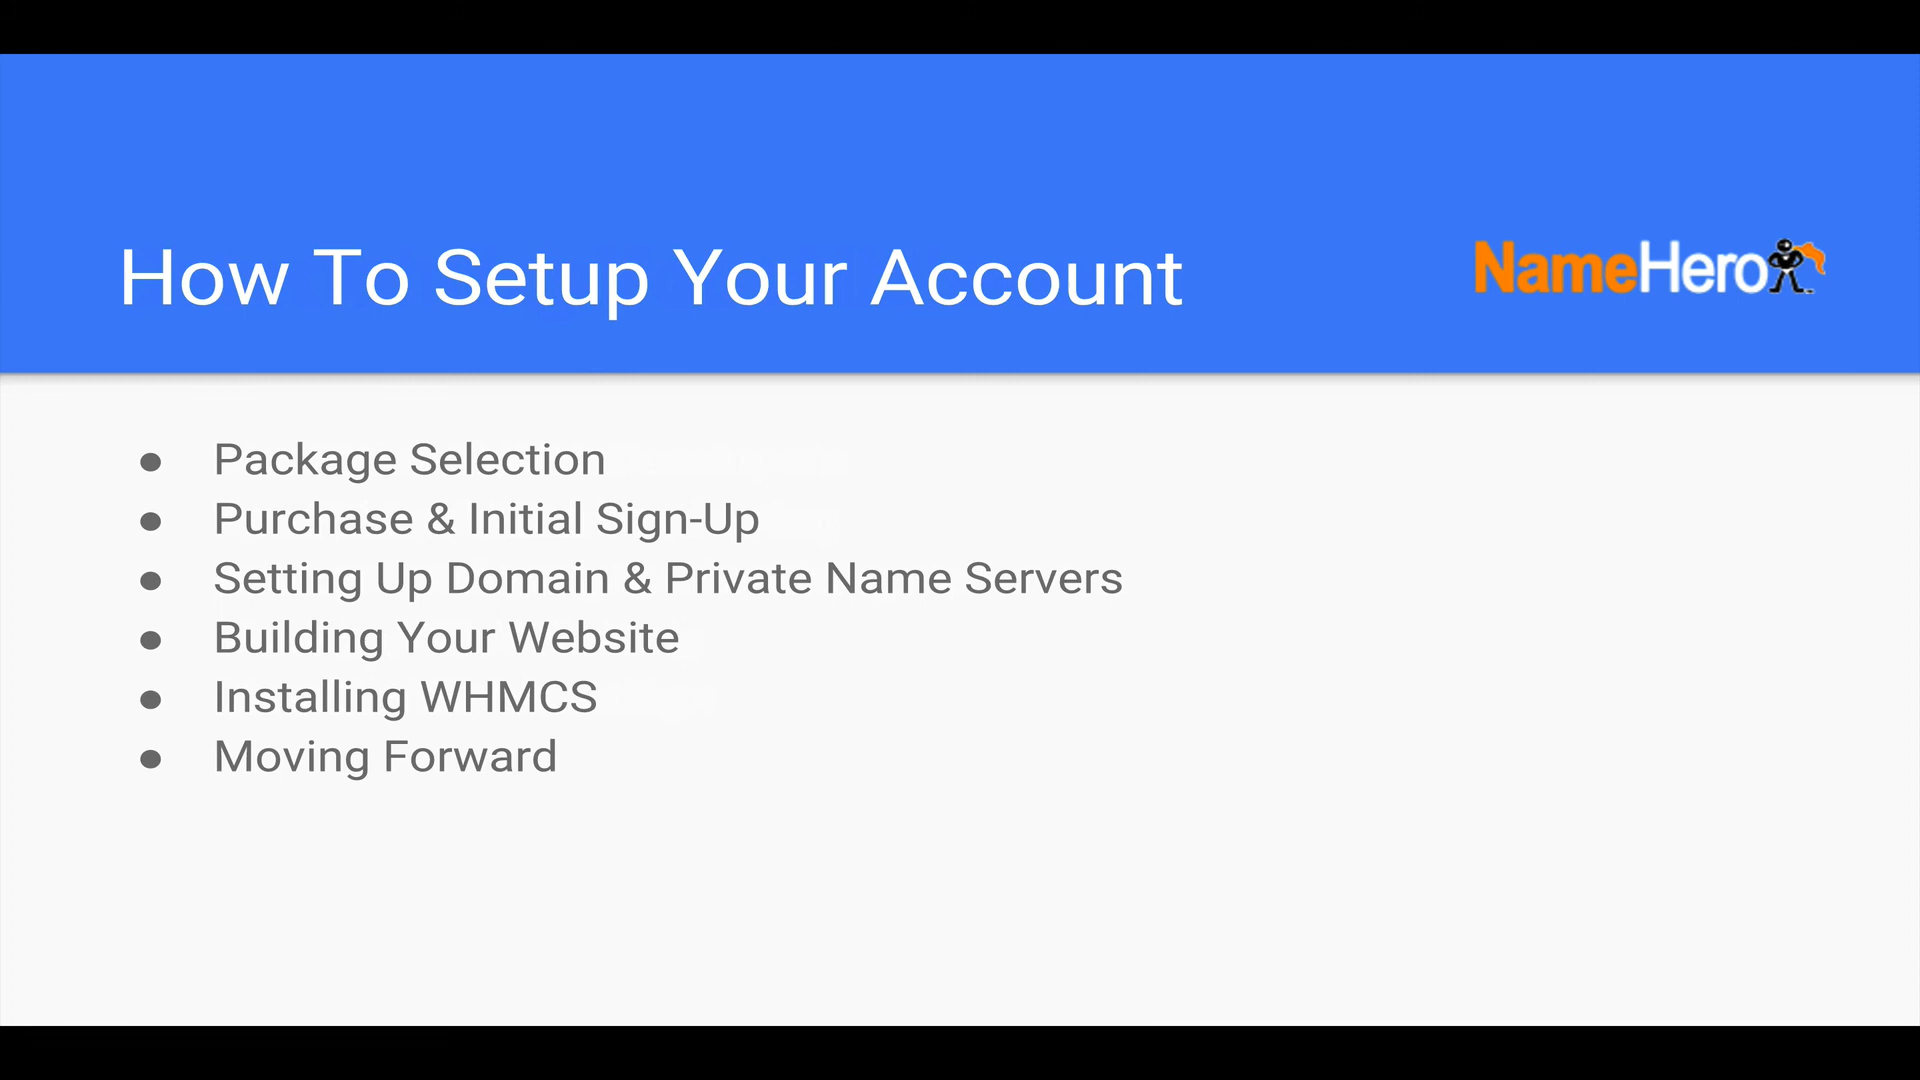 How To Setup Your Account
NameHero
● Package Selection
● Purchase & Initial Sign-Up
● Setting Up Domain & Private Name Servers
● Building Your Website
● Installing WHMCS
● Moving Forward